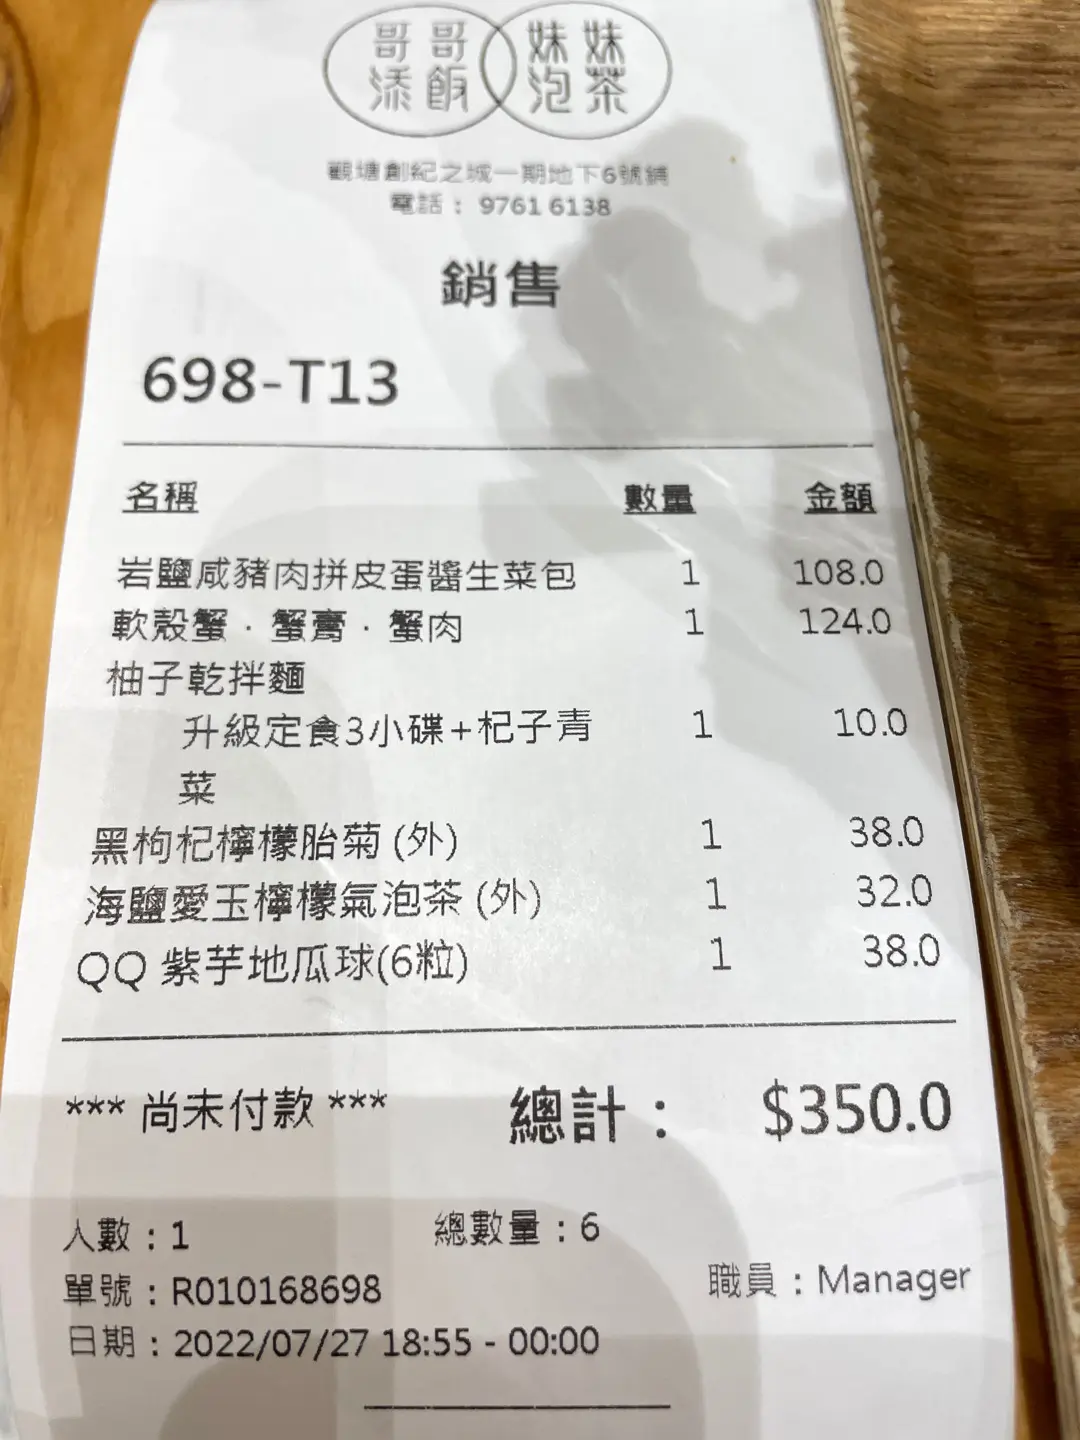 哥哥 妹妹
添飯 泡茶
觀塘創紀之城一期地下6號鋪
電話： 9761 6138
銷售
698-T13
名稱 數量 金額
岩鹽咸豬肉拼皮蛋醬生菜包 1 108.0
軟殼蟹．蟹膏．蟹肉 1 124.0
柚子乾拌麵
升級定食3小碟+杞子青 1 10.0
菜
黑枸杞檸檬胎菊 (外) 1 38.0
海鹽愛玉檸檬氣泡茶 (外) 1 32.0
QQ 紫芋地瓜球(6粒) 1 38.0
*** 尚未付款 *** 總計： $350.0
人數：1 總數量：6
單號：R010168698 職員：Manager
日期：2022/07/27 18:55 - 00:00